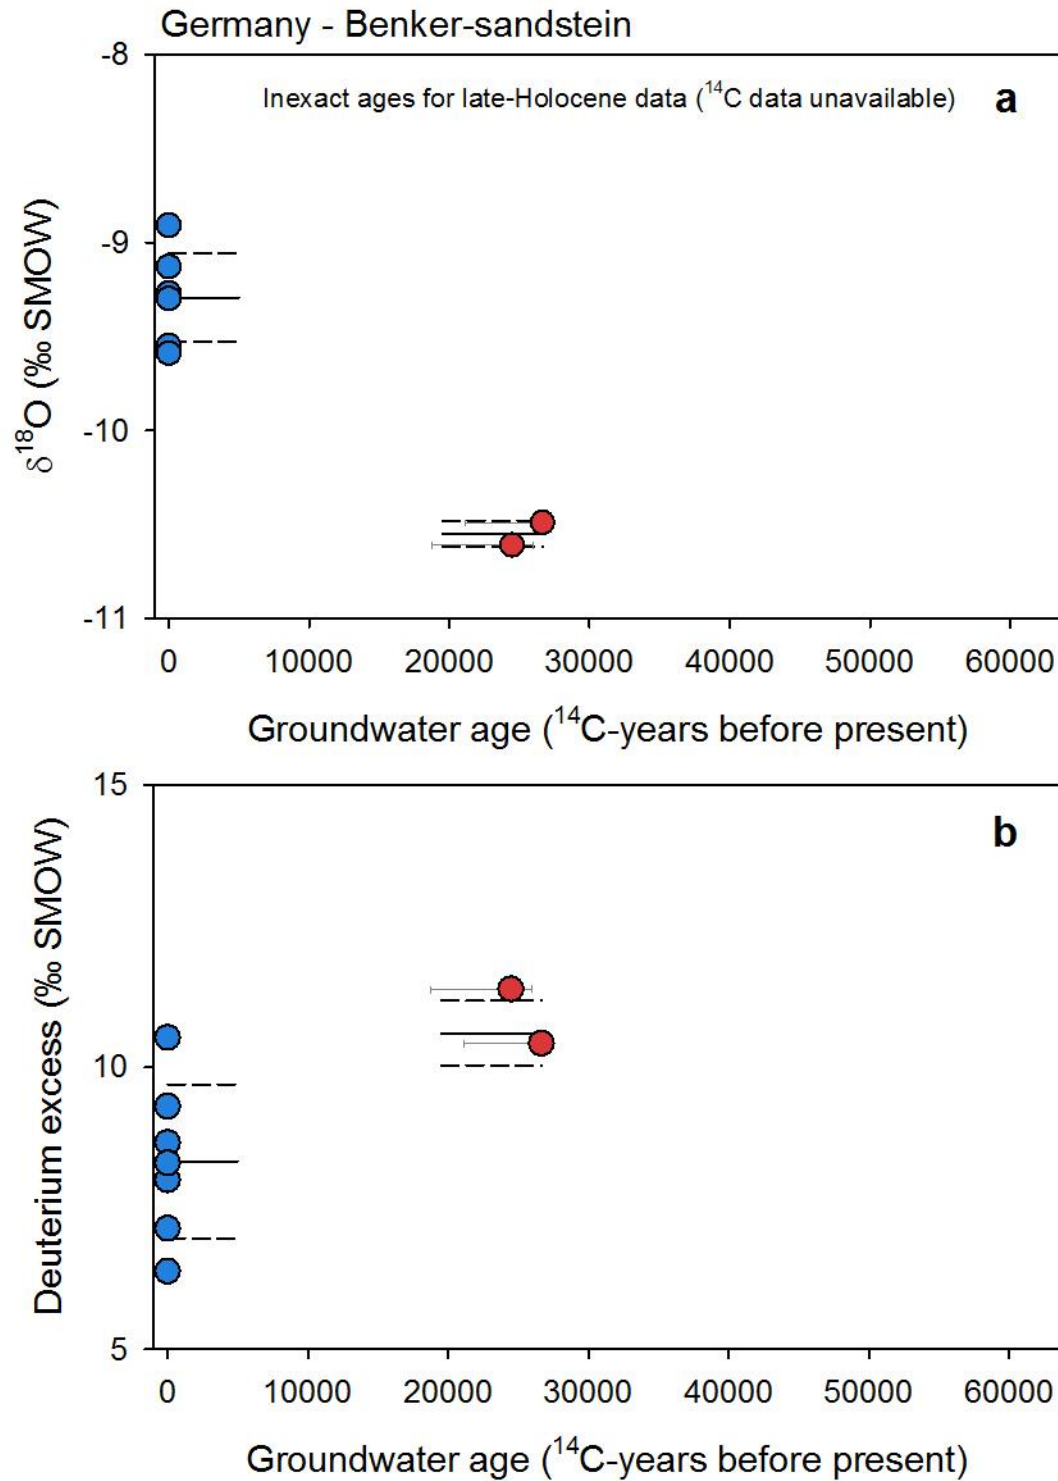 Germany - Benker-sandstein
-8
Inexact ages for late-Holocene data (¹⁴C data unavailable) a
-9
δ¹⁸O (‰ SMOW)
-10
-11
0 10000 20000 30000 40000 50000 60000
Groundwater age (¹⁴C-years before present)
15
b
Deuterium excess (‰ SMOW)
10
5
0 10000 20000 30000 40000 50000 60000
Groundwater age (¹⁴C-years before present)